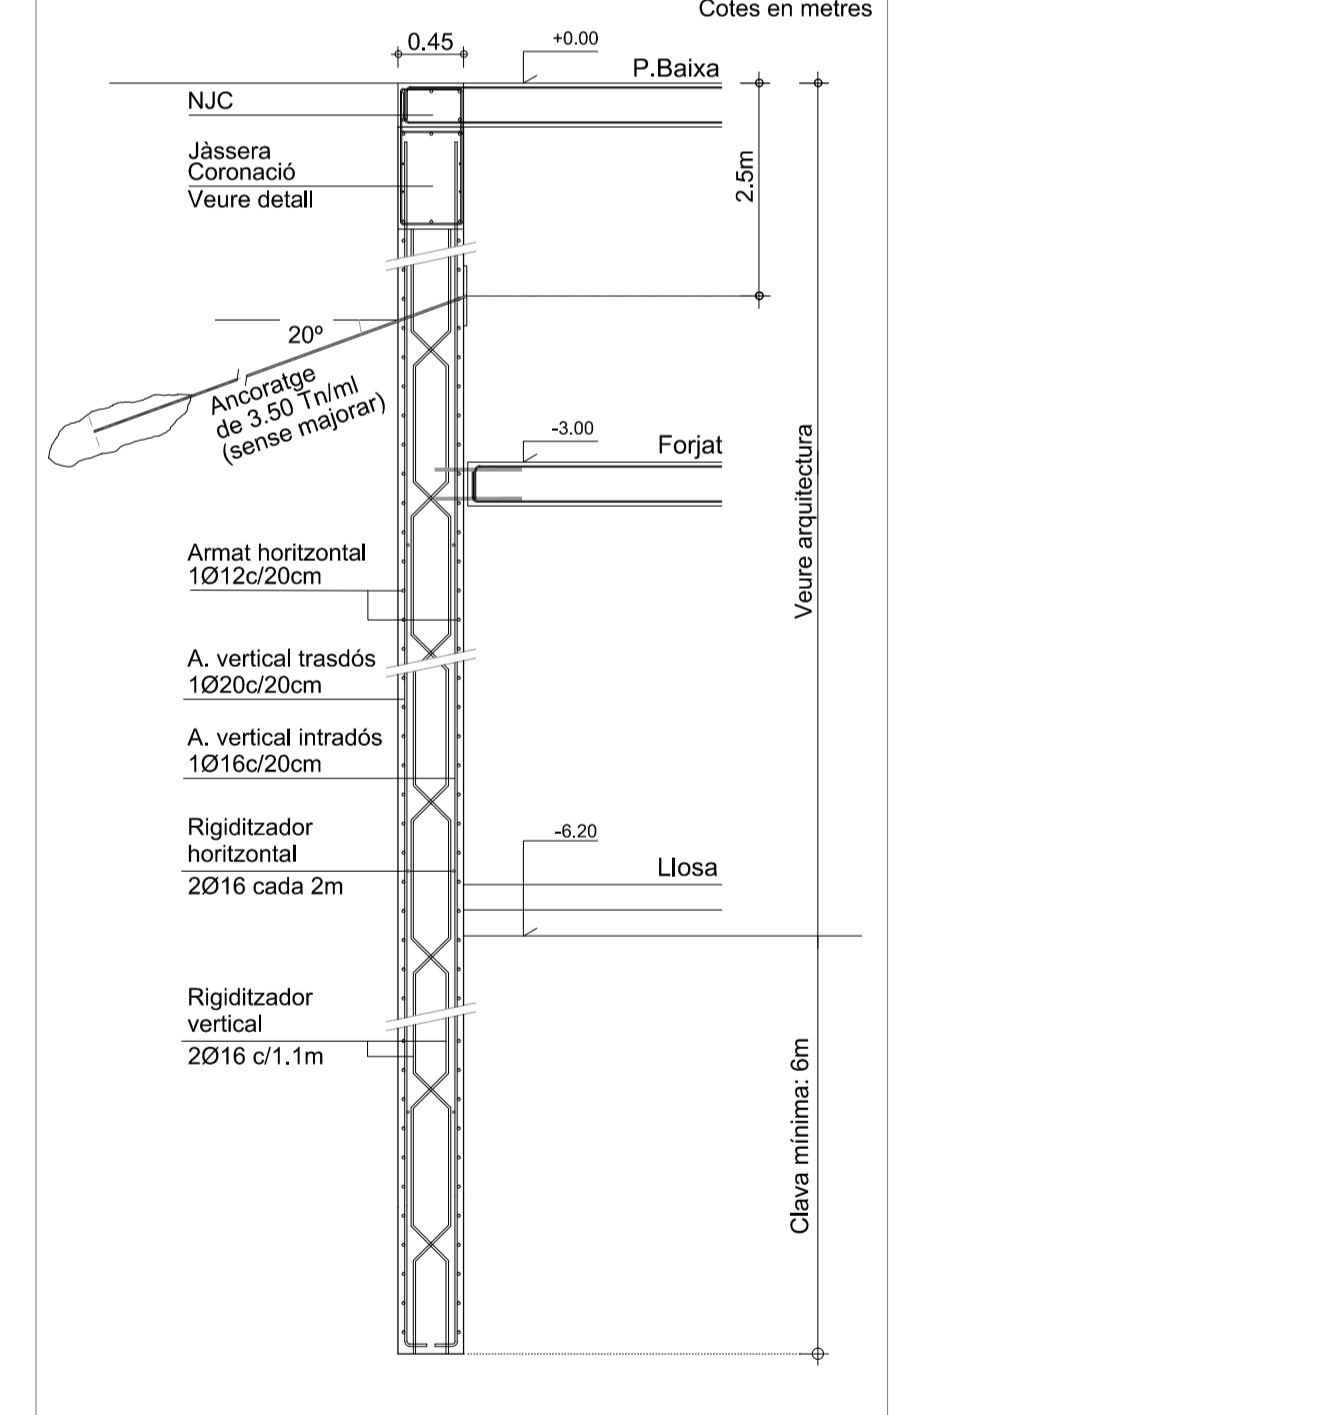 Cotes en metres
0.45
+0.00
P.Baixa
NJC
Jàssera
Coronació
Veure detall
2.5m
20º
Ancoratge
de 3.50 Tn/ml
(sense majorar)
-3.00
Forjat
Veure arquitectura
Armat horitzontal
1Ø12c/20cm
A. vertical trasdós
1Ø20c/20cm
A. vertical intradós
1Ø16c/20cm
Rigiditzador
horitzontal
2Ø16 cada 2m
-6.20
Llosa
Rigiditzador
vertical
2Ø16 c/1.1m
Clava mínima: 6m